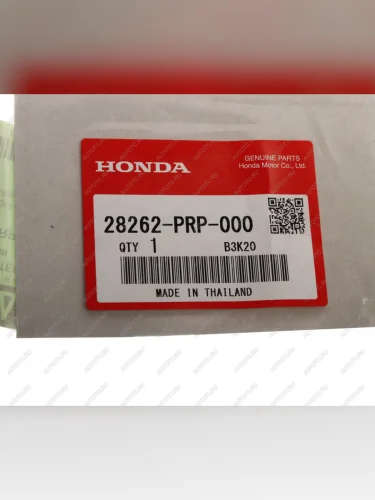 HONDA
GENUINE PARTS
Honda Motor Co., Ltd.
28262-PRP-000
QTY 1 B3K20
MADE IN THAILAND